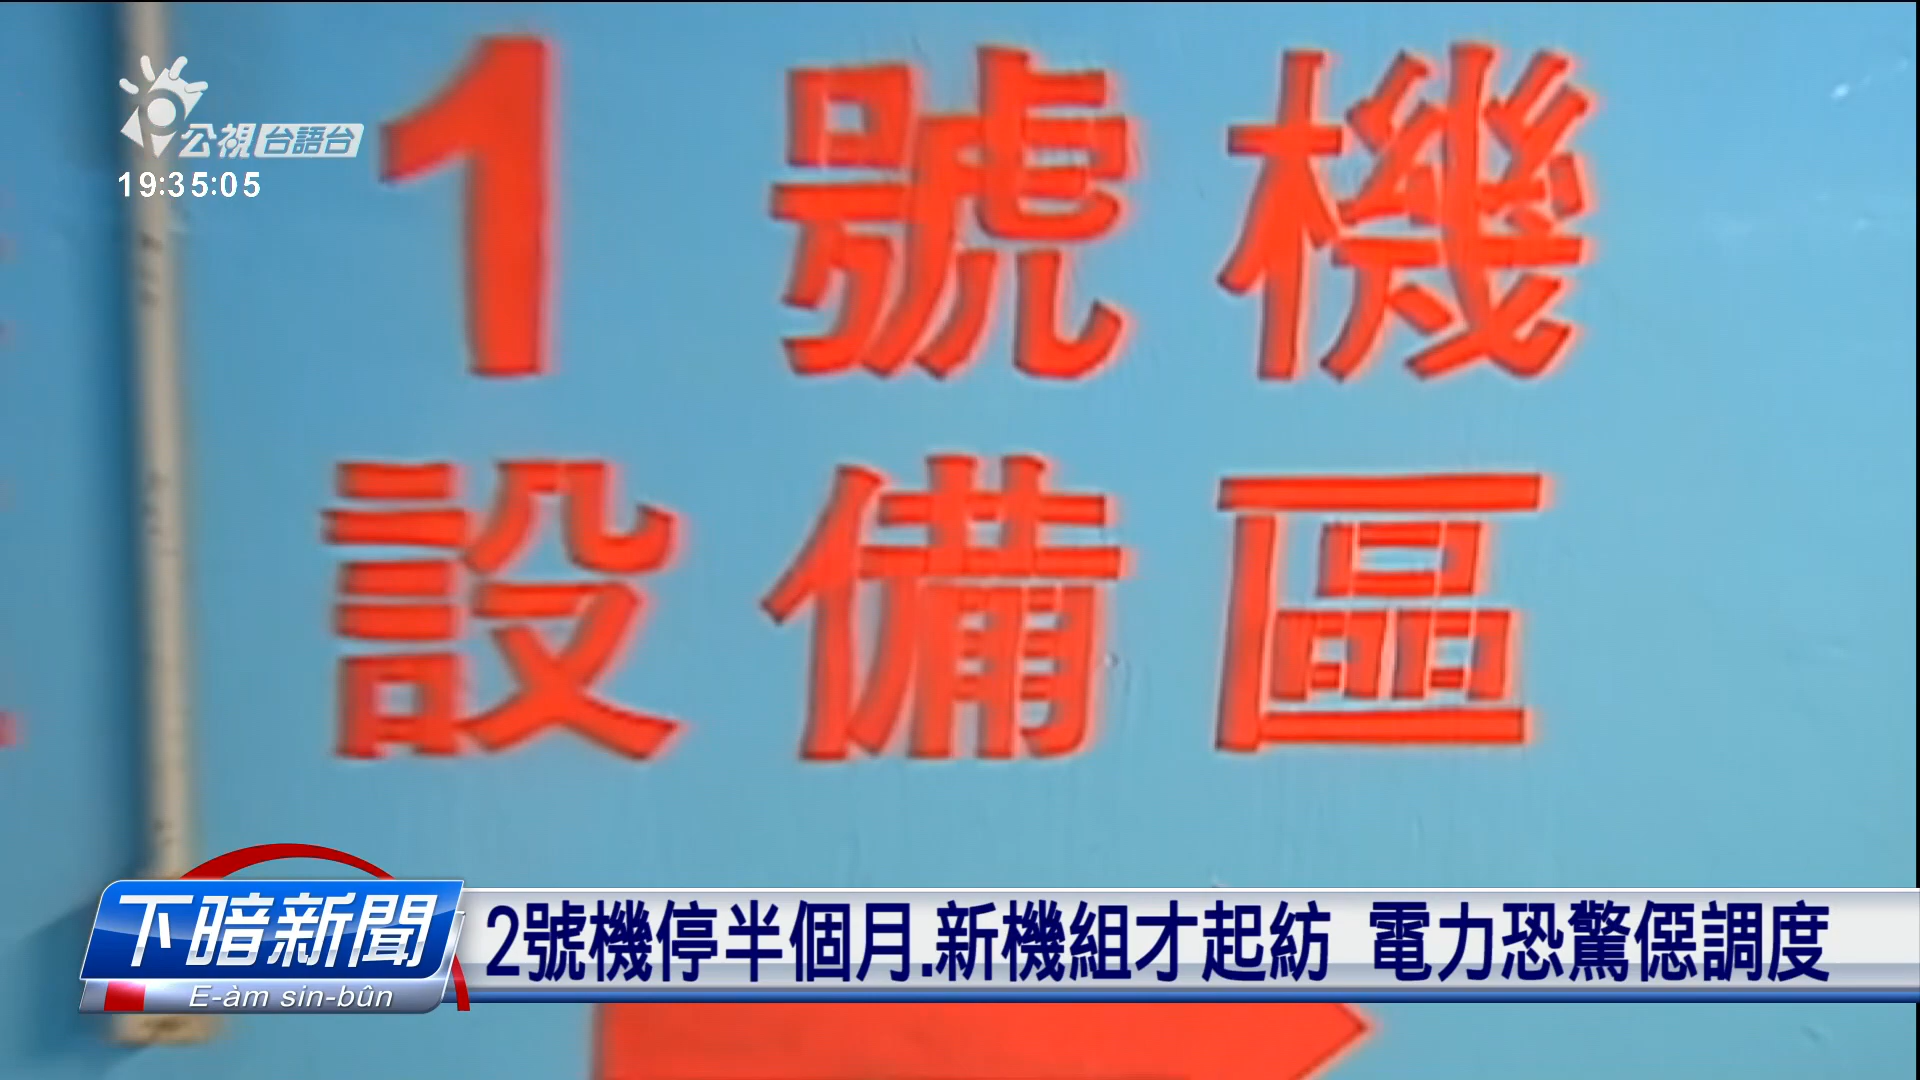 公視台語台
19:35:05
1號機
設備區
下暗新聞
E-àm sin-bûn
2號機停半個月.新機組才起紡 電力恐驚僫調度